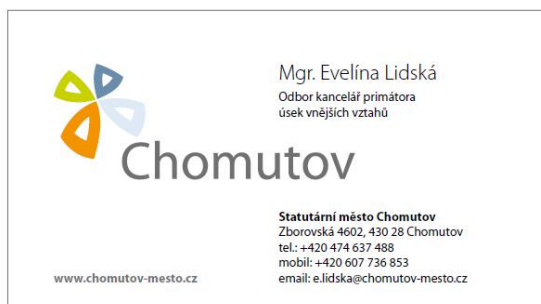 Mgr. Evelína Lidská
Odbor kancelář primátora
úsek vnějších vztahů
Chomutov
Statutární město Chomutov
Zborovská 4602, 430 28 Chomutov
tel.: +420 474 637 488
mobil: +420 607 736 853
email: e.lidska@chomutov-mesto.cz
www.chomutov-mesto.cz